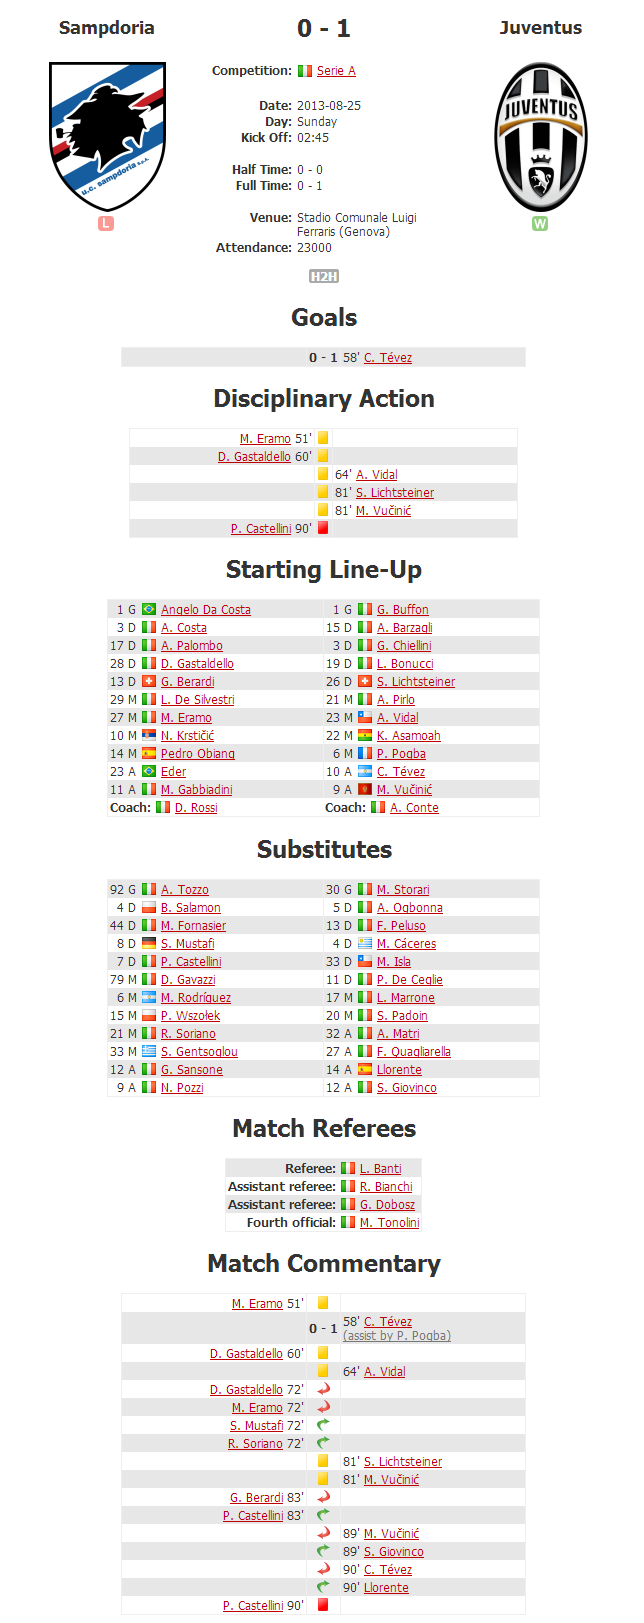 Sampdoria
0 - 1
Juventus
Competition: Serie A
Date: 2013-08-25
Day: Sunday
Kick Off: 02:45
Half Time: 0 - 0
Full Time: 0 - 1
Venue: Stadio Comunale Luigi
Ferraris (Genova)
Attendance: 23000
u.c. sampdoria s.p.a.
JUVENTUS
L
W
H2H
Goals
0 - 1 58' C. Tévez
Disciplinary Action
M. Eramo 51'
D. Gastaldello 60'
64' A. Vidal
81' S. Lichtsteiner
81' M. Vučinić
P. Castellini 90'
Starting Line-Up
1 G Angelo Da Costa 1 G G. Buffon
3 D A. Costa 15 D A. Barzagli
17 D A. Palombo 3 D G. Chiellini
28 D D. Gastaldello 19 D L. Bonucci
13 D G. Berardi 26 D S. Lichtsteiner
29 M L. De Silvestri 21 M A. Pirlo
27 M M. Eramo 23 M A. Vidal
10 M N. Krstičić 22 M K. Asamoah
14 M Pedro Obiang 6 M P. Pogba
23 A Eder 10 A C. Tévez
11 A M. Gabbiadini 9 A M. Vučinić
Coach: D. Rossi Coach: A. Conte
Substitutes
92 G A. Tozzo 30 G M. Storari
4 D B. Salamon 5 D A. Ogbonna
44 D M. Fornasier 13 D F. Peluso
8 D S. Mustafi 4 D M. Cáceres
7 D P. Castellini 33 D M. Isla
79 M D. Gavazzi 11 D P. De Ceglie
6 M M. Rodríguez 17 M L. Marrone
15 M P. Wszołek 20 M S. Padoin
21 M R. Soriano 32 A A. Matri
33 M S. Gentsoglou 27 A F. Quagliarella
12 A G. Sansone 14 A Llorente
9 A N. Pozzi 12 A S. Giovinco
Match Referees
Referee: L. Banti
Assistant referee: R. Bianchi
Assistant referee: G. Dobosz
Fourth official: M. Tonolini
Match Commentary
M. Eramo 51'
0 - 1 58' C. Tévez
(assist by P. Pogba)
D. Gastaldello 60'
64' A. Vidal
D. Gastaldello 72'
M. Eramo 72'
S. Mustafi 72'
R. Soriano 72'
81' S. Lichtsteiner
81' M. Vučinić
G. Berardi 83'
P. Castellini 83'
89' M. Vučinić
89' S. Giovinco
90' C. Tévez
90' Llorente
P. Castellini 90'